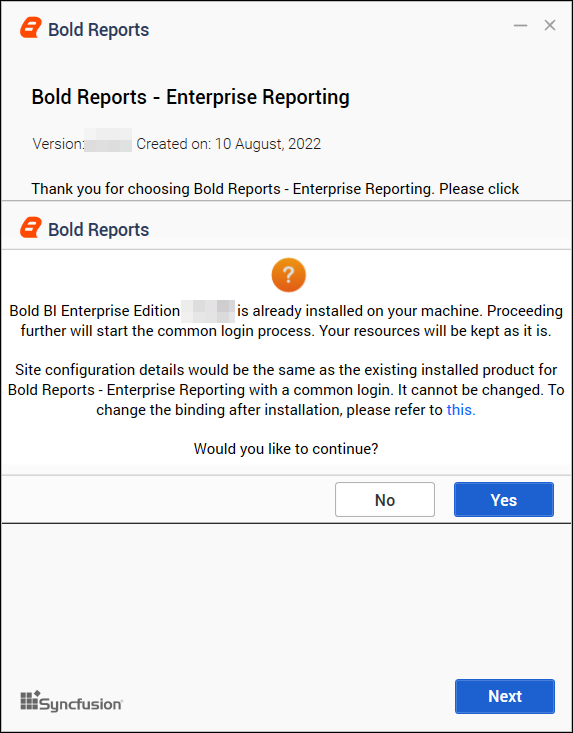 Bold Reports
Bold Reports - Enterprise Reporting
Version: Created on: 10 August, 2022
Thank you for choosing Bold Reports - Enterprise Reporting. Please click
Bold Reports
?
Bold BI Enterprise Edition is already installed on your machine. Proceeding
further will start the common login process. Your resources will be kept as it is.
Site configuration details would be the same as the existing installed product for
Bold Reports - Enterprise Reporting with a common login. It cannot be changed. To
change the binding after installation, please refer to this.
Would you like to continue?
No
Yes
Syncfusion
Next